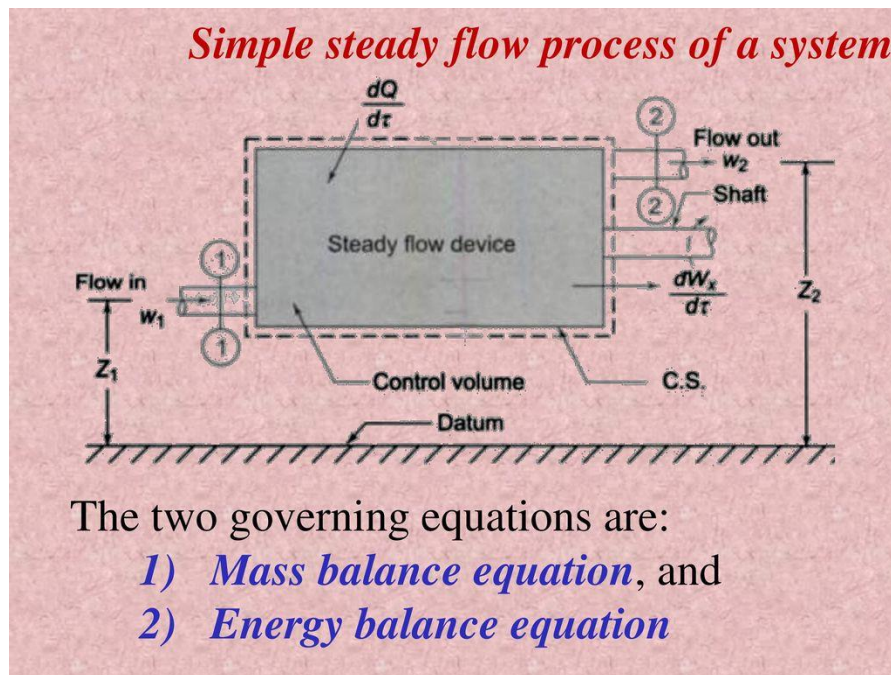 Simple steady flow process of a system
dQ
dτ
2
Flow out
w₂
2
Shaft
Steady flow device
1
Flow in
w₁
dWₓ
dτ
Z₂
1
Z₁
Control volume
C.S.
Datum
The two governing equations are:
1) Mass balance equation, and
2) Energy balance equation